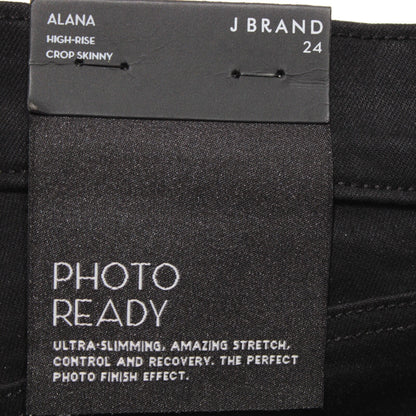 ALANA
HIGH-RISE
CROP SKINNY
J BRAND
24
PHOTO
READY
ULTRA-SLIMMING, AMAZING STRETCH,
CONTROL AND RECOVERY. THE PERFECT
PHOTO FINISH EFFECT.